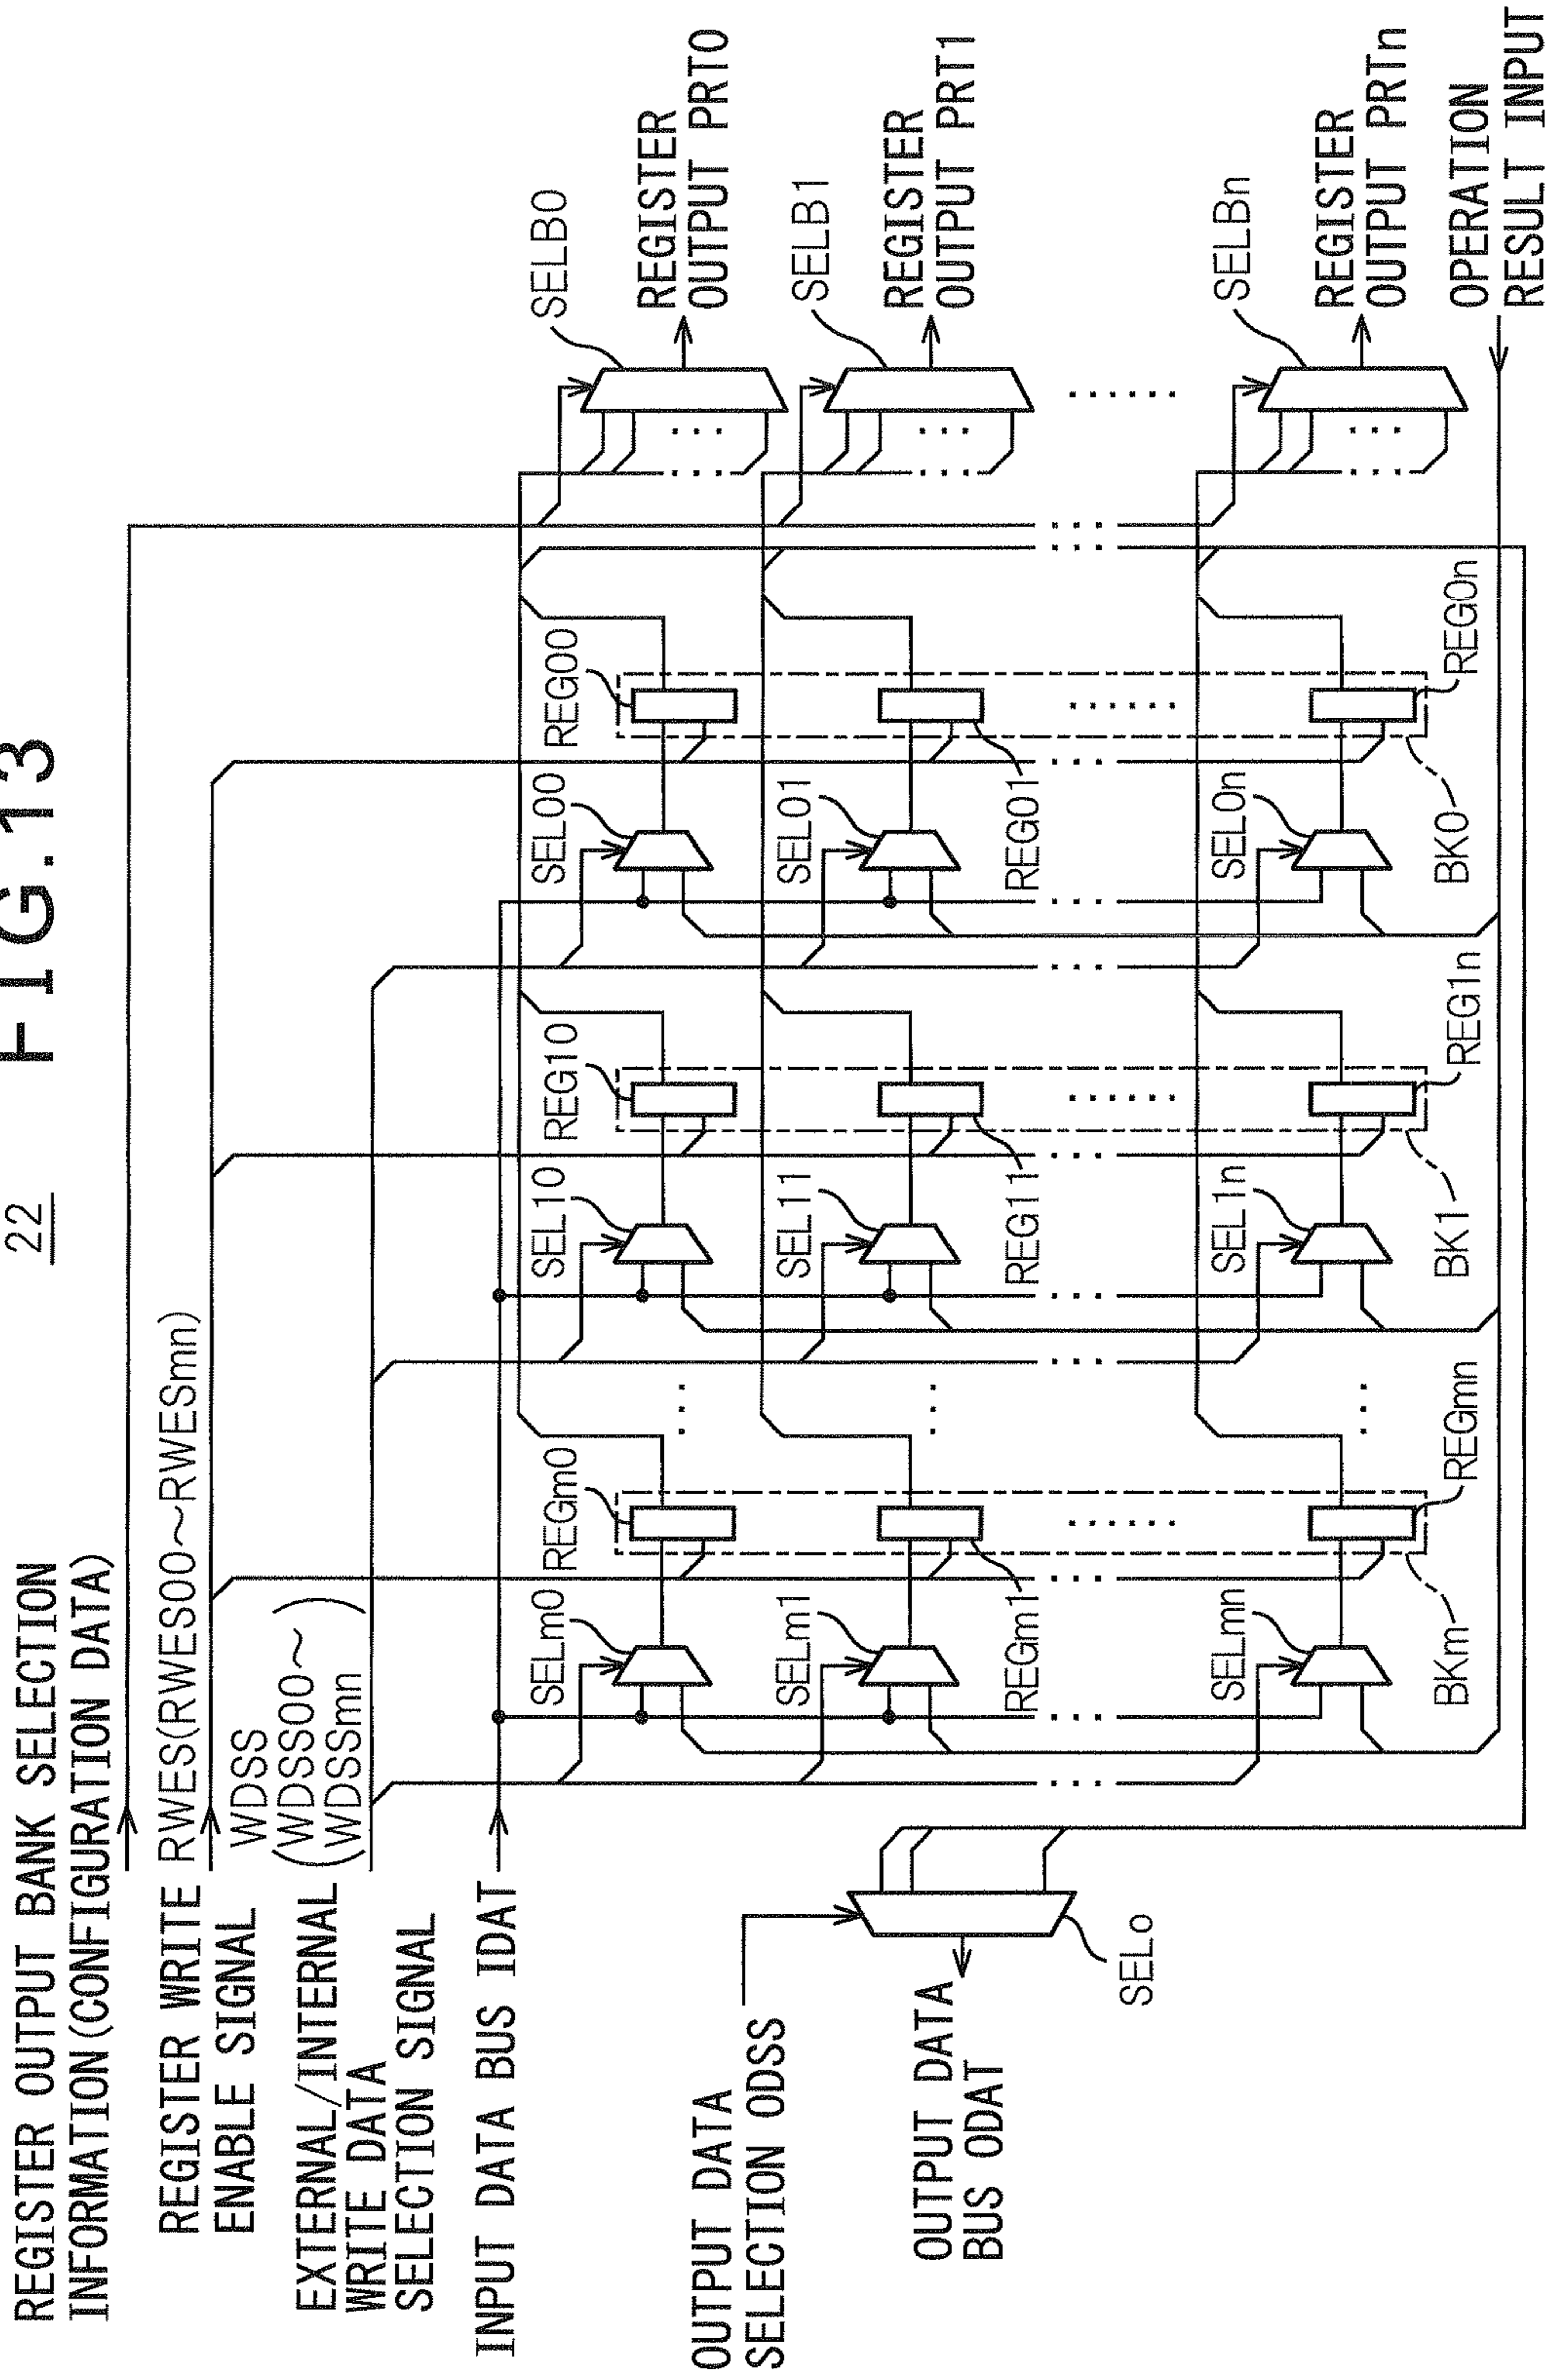 22 FIG.13
REGISTER OUTPUT BANK SELECTION
INFORMATION(CONFIGURATION DATA)
REGISTER WRITE RWES(RWES00～RWESmn)
ENABLE SIGNAL
WDSS
(WDSS00～
WDSSmn)
EXTERNAL/INTERNAL
WRITE DATA
SELECTION SIGNAL
INPUT DATA BUS IDAT
OUTPUT DATA
SELECTION ODSS
OUTPUT DATA
BUS ODAT
SELo
SELm0
REGm0
SEL10
REG10
SEL00
REG00
SELB0
REGISTER
OUTPUT PRT0
SELm1
REGm1
SEL11
REG11
SEL01
REG01
SELB1
REGISTER
OUTPUT PRT1
SELmn
REGmn
SEL1n
REG1n
SEL0n
REG0n
SELBn
REGISTER
OUTPUT PRTn
BKm
BK1
BK0
OPERATION
RESULT INPUT